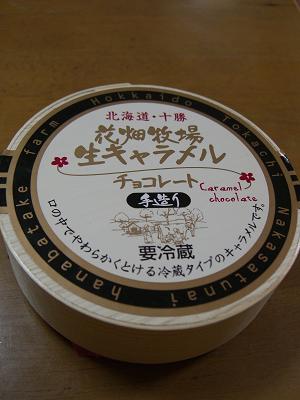 北海道・十勝
花畑牧場
生キャラメル
チョコレート
Caramel
chocolate
手造り
要冷蔵
口の中でやわらかくとける冷蔵タイプのキャラメルです。
hanabatake farm Hokkaido Tokachi Nakasatsunai